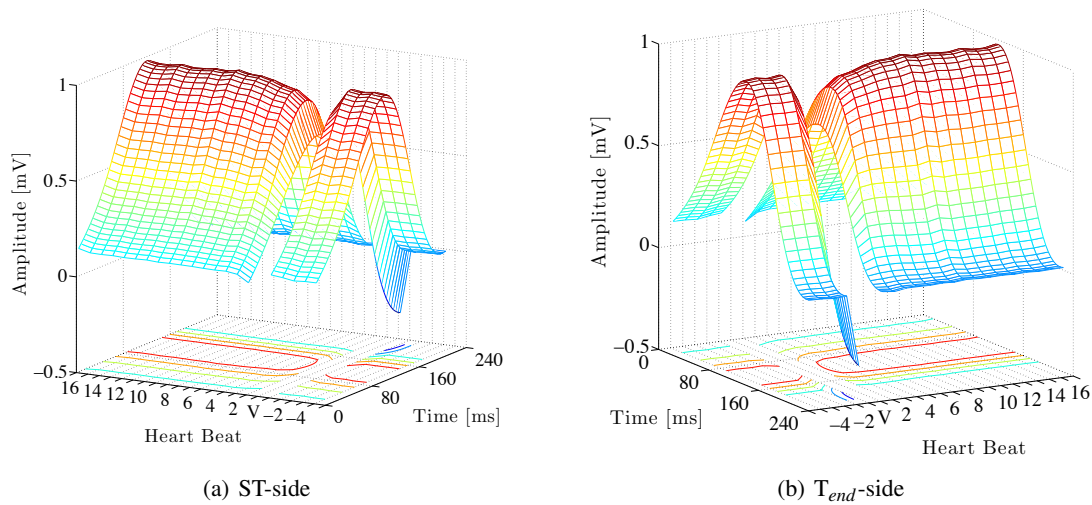 1
0.5
0
−0.5
Amplitude [mV]
16 14 12 10 8 6 4 2 V −2 −4
Heart Beat
0 80 160 240
Time [ms]
(a) ST-side
1
0.5
0
−0.5
Amplitude [mV]
0 80 160 240
Time [ms]
−4 −2 V 2 4 6 8 10 12 14 16
Heart Beat
(b) T_end-side